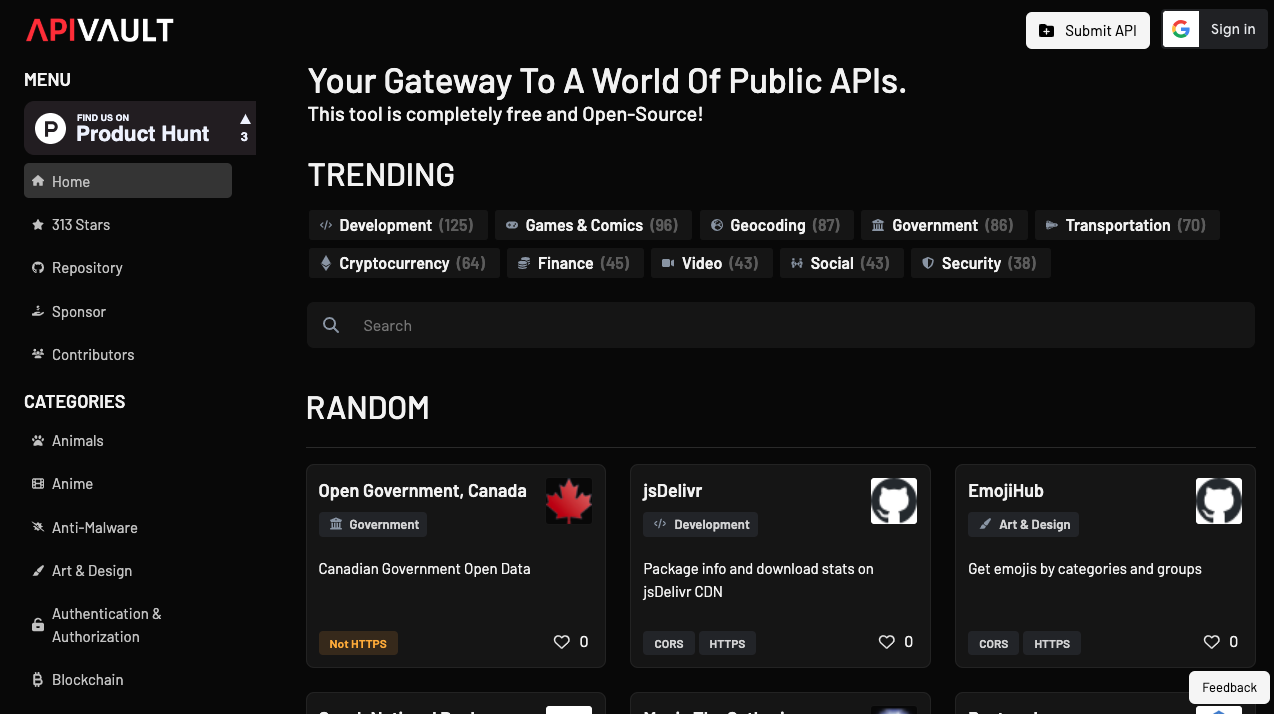 APIVAULT
Submit API
Sign in
MENU
FIND US ON
Product Hunt
3
Home
313 Stars
Repository
Sponsor
Contributors
CATEGORIES
Animals
Anime
Anti-Malware
Art & Design
Authentication &
Authorization
Blockchain
Your Gateway To A World Of Public APIs.
This tool is completely free and Open-Source!
TRENDING
Development (125)
Games & Comics (96)
Geocoding (87)
Government (86)
Transportation (70)
Cryptocurrency (64)
Finance (45)
Video (43)
Social (43)
Security (38)
Search
RANDOM
Open Government, Canada
Government
Canadian Government Open Data
Not HTTPS
0
jsDelivr
Development
Package info and download stats on
jsDelivr CDN
CORS HTTPS
0
EmojiHub
Art & Design
Get emojis by categories and groups
CORS HTTPS
0
Feedback